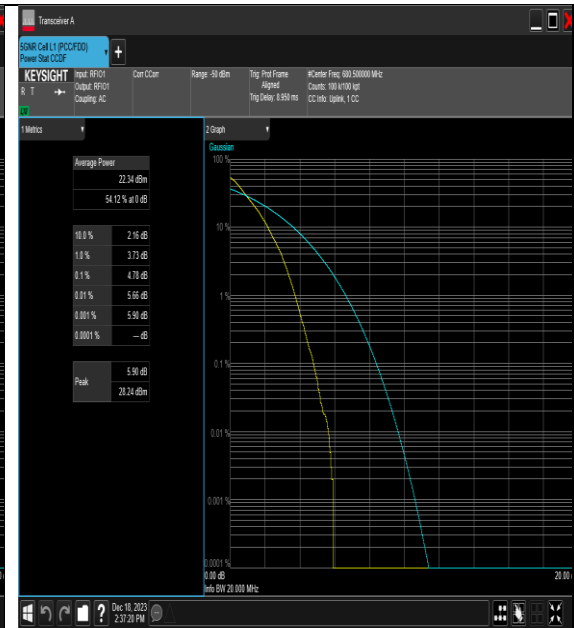 Transceiver A
5GNR Cell L1 (PCC/FDD)
Power Stat CCDF
+
KEYSIGHT
R T
LXI
Input: RFIO1
Output: RFIO1
Coupling: AC
Corr CCorr
Range: -50 dBm
Trig: Prot Frame
Aligned
Trig Delay: 8.950 ms
#Center Freq: 680.500000 MHz
Counts: 100 k/100 kpt
CC Info: Uplink, 1 CC
1 Metrics
Average Power
22.34 dBm
54.12 % at 0 dB
10.0 % 2.16 dB
1.0 % 3.73 dB
0.1 % 4.78 dB
0.01 % 5.66 dB
0.001 % 5.90 dB
0.0001 % --- dB
Peak
5.90 dB
28.24 dBm
2 Graph
Gaussian
100 %
10 %
1 %
0.1 %
0.01 %
0.001 %
0.0001 %
0.00 dB
20.00
Info BW 20.000 MHz
?
Dec 18, 2023
2:37:20 PM